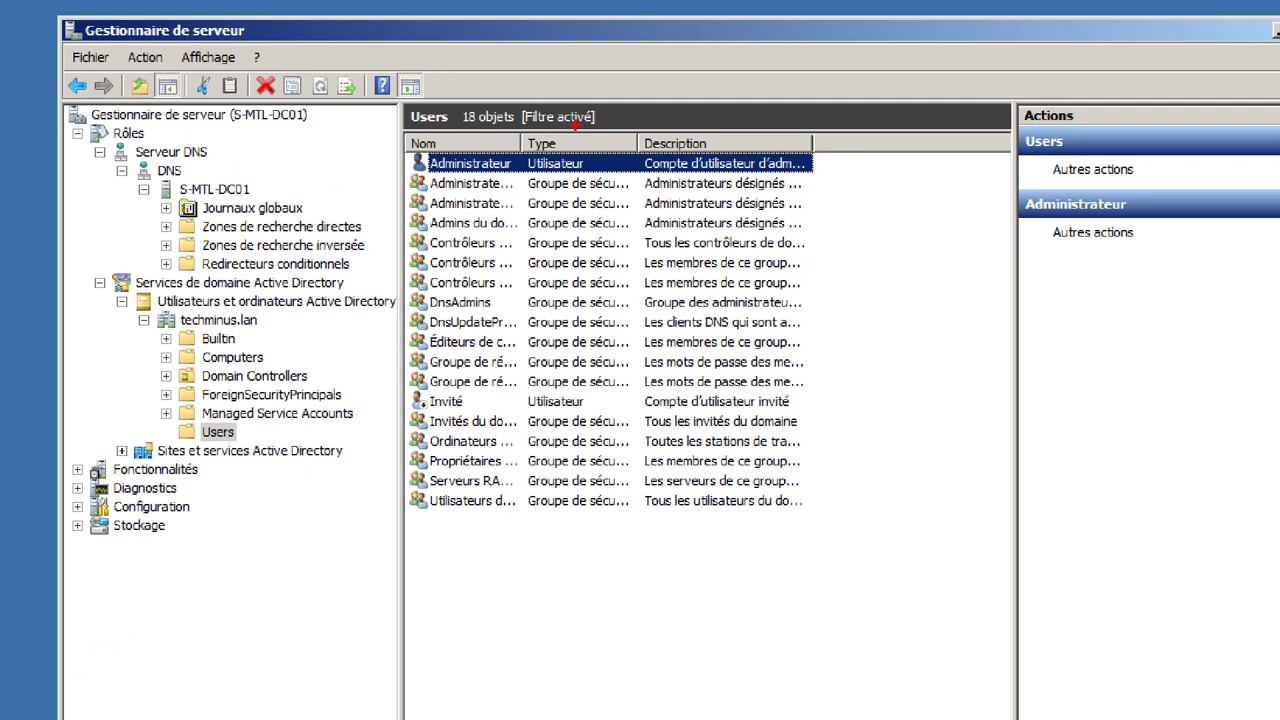 Gestionnaire de serveur
Fichier Action Affichage ?
Gestionnaire de serveur (S-MTL-DC01)
Rôles
Serveur DNS
DNS
S-MTL-DC01
Journaux globaux
Zones de recherche directes
Zones de recherche inversée
Redirecteurs conditionnels
Services de domaine Active Directory
Utilisateurs et ordinateurs Active Directory
techminus.lan
Builtin
Computers
Domain Controllers
ForeignSecurityPrincipals
Managed Service Accounts
Users
Sites et services Active Directory
Fonctionnalités
Diagnostics
Configuration
Stockage
Users 18 objets [Filtre activé]
Nom Type Description
Administrateur Utilisateur Compte d'utilisateur d'adm...
Administrate... Groupe de sécu... Administrateurs désignés ...
Administrate... Groupe de sécu... Administrateurs désignés ...
Admins du do... Groupe de sécu... Administrateurs désignés ...
Contrôleurs ... Groupe de sécu... Tous les contrôleurs de do...
Contrôleurs ... Groupe de sécu... Les membres de ce group...
Contrôleurs ... Groupe de sécu... Les membres de ce group...
DnsAdmins Groupe de sécu... Groupe des administrateu...
DnsUpdatePr... Groupe de sécu... Les clients DNS qui sont a...
Éditeurs de c... Groupe de sécu... Les membres de ce group...
Groupe de ré... Groupe de sécu... Les mots de passe des me...
Groupe de ré... Groupe de sécu... Les mots de passe des me...
Invité Utilisateur Compte d'utilisateur invité
Invités du do... Groupe de sécu... Tous les invités du domaine
Ordinateurs ... Groupe de sécu... Toutes les stations de tra...
Propriétaires ... Groupe de sécu... Les membres de ce group...
Serveurs RA... Groupe de sécu... Les serveurs de ce group...
Utilisateurs d... Groupe de sécu... Tous les utilisateurs du do...
Actions
Users
Autres actions
Administrateur
Autres actions